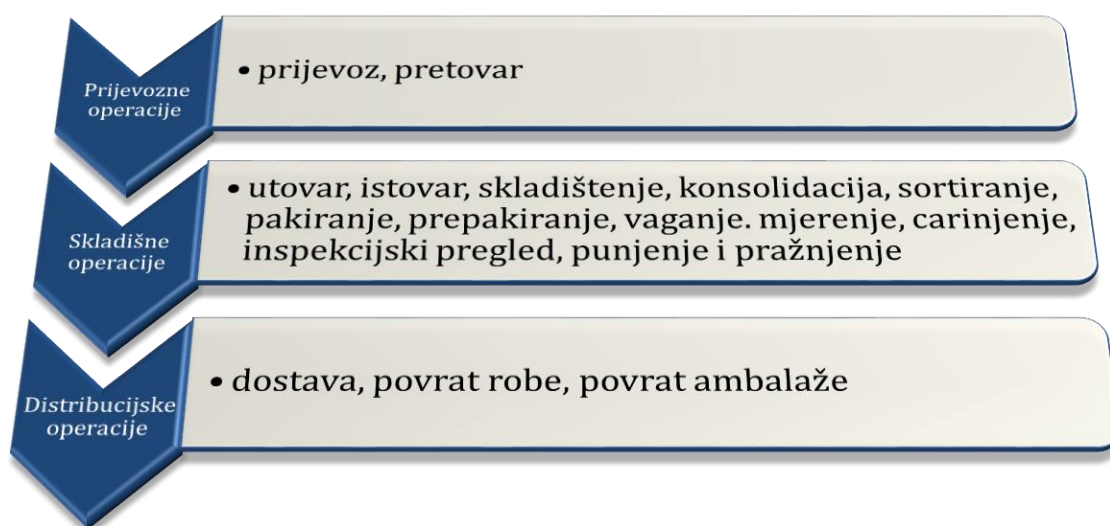 Prijevozne
operacije
• prijevoz, pretovar
Skladišne
operacije
• utovar, istovar, skladištenje, konsolidacija, sortiranje,
pakiranje, prepakiranje, vaganje. mjerenje, carinjenje,
inspekcijski pregled, punjenje i pražnjenje
Distribucijske
operacije
• dostava, povrat robe, povrat ambalaže